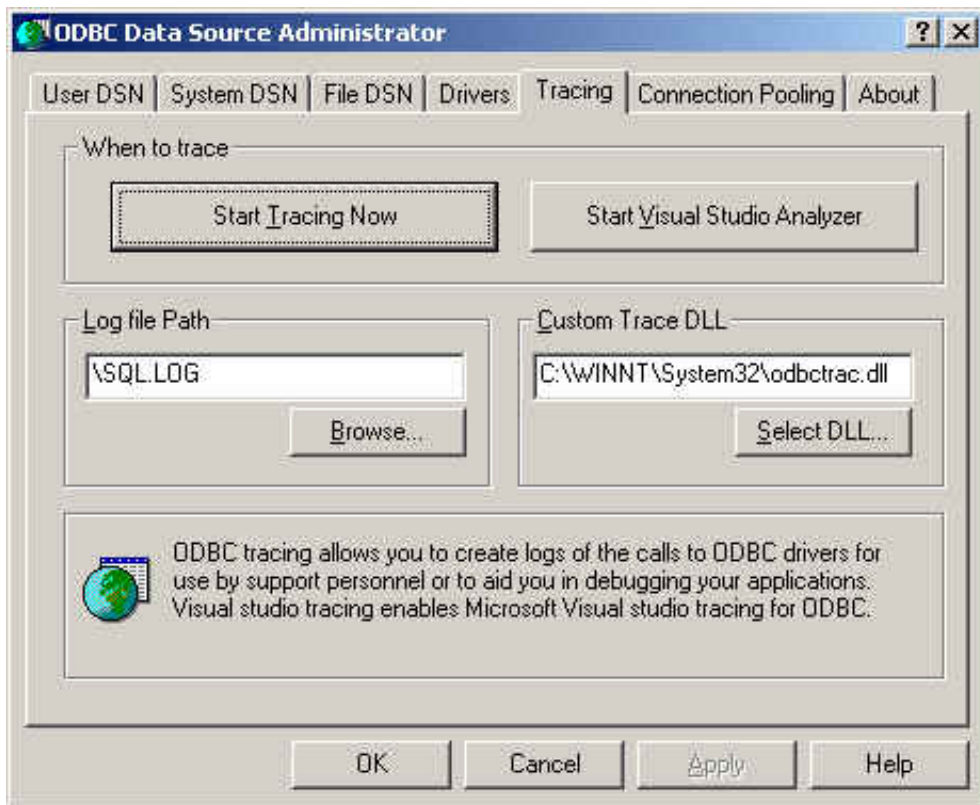 ODBC Data Source Administrator
User DSN System DSN File DSN Drivers Tracing Connection Pooling About
When to trace
Start Tracing Now Start Visual Studio Analyzer
Log file Path Custom Trace DLL
\SQL.LOG C:\WINNT\System32\odbctrac.dll
Browse... Select DLL...
ODBC tracing allows you to create logs of the calls to ODBC drivers for
use by support personnel or to aid you in debugging your applications.
Visual studio tracing enables Microsoft Visual studio tracing for ODBC.
OK Cancel Apply Help